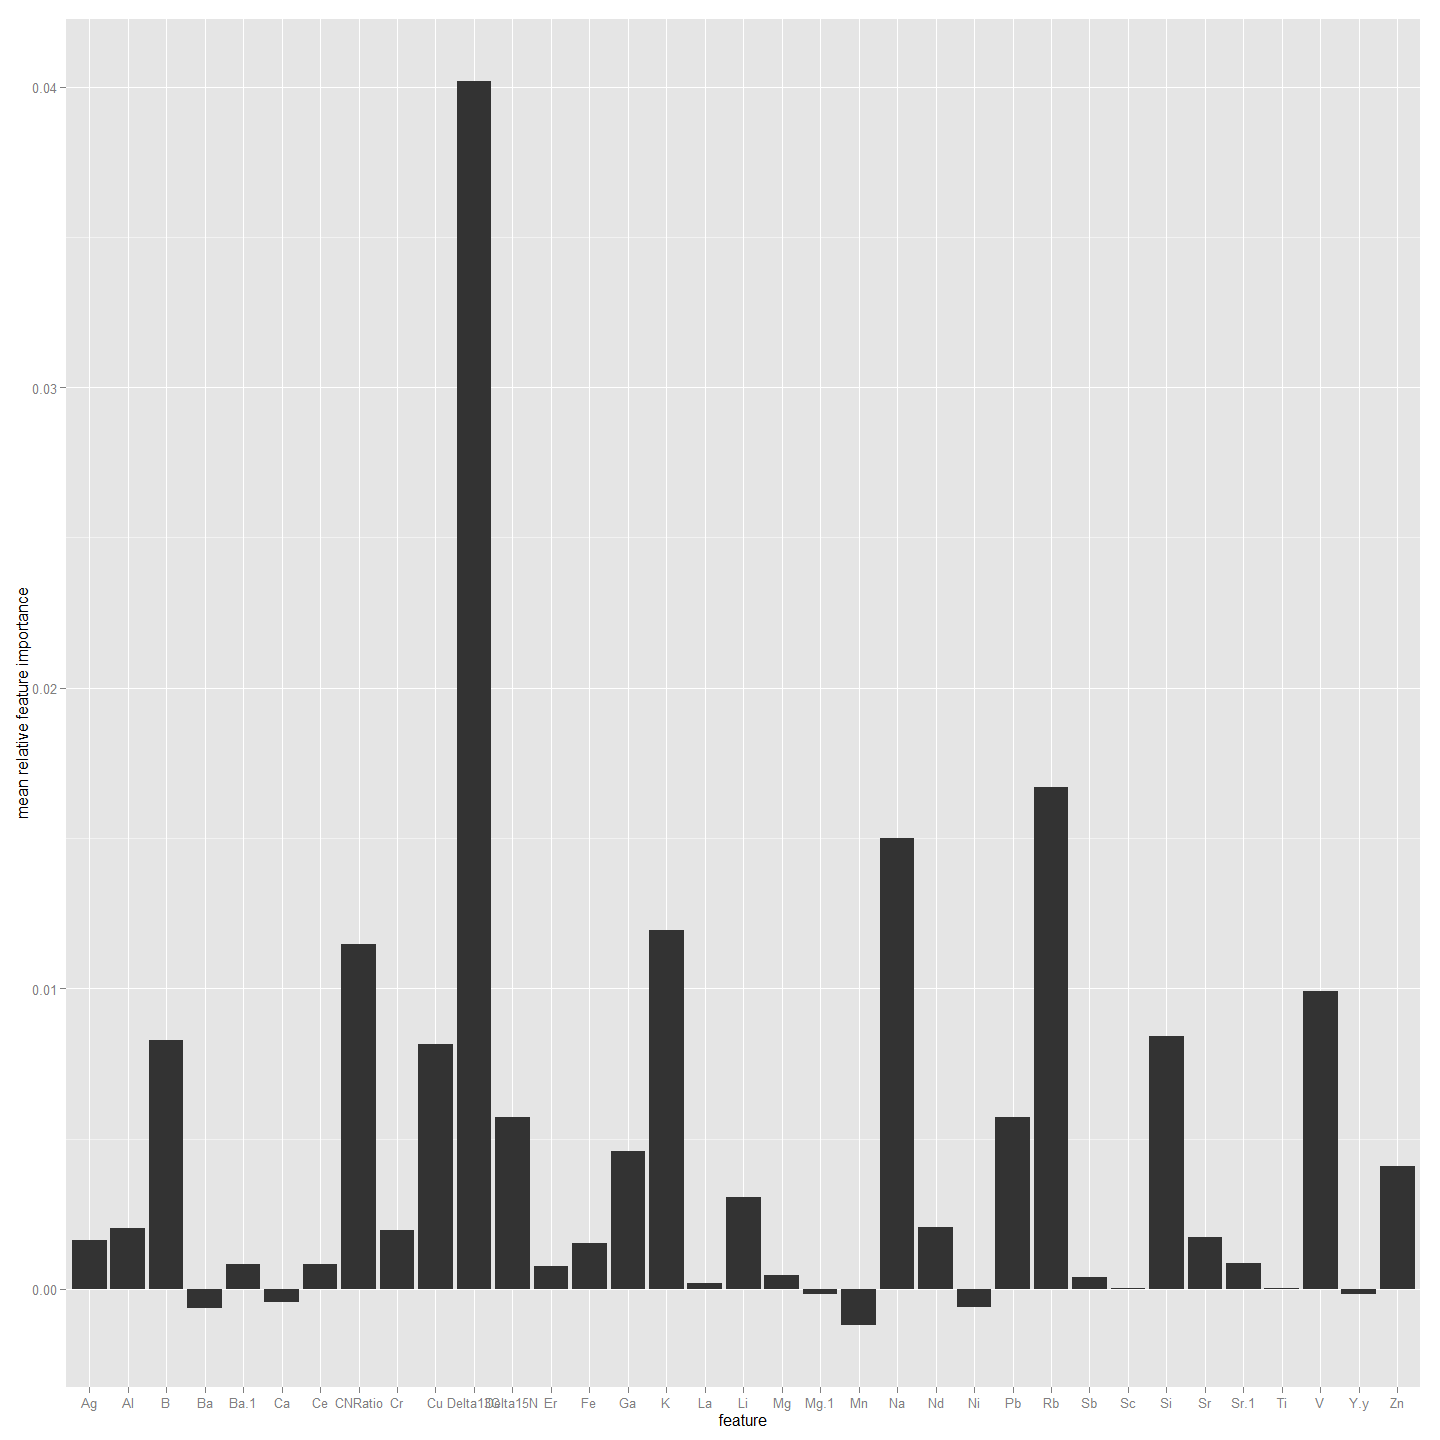 mean relative feature importance
0.04
0.03
0.02
0.01
0.00
Ag Al B Ba Ba.1 Ca Ce CNRatio Cr Cu Delta13C Delta15N Er Fe Ga K La Li Mg Mg.1 Mn Na Nd Ni Pb Rb Sb Sc Si Sr Sr.1 Ti V Y.y Zn
feature